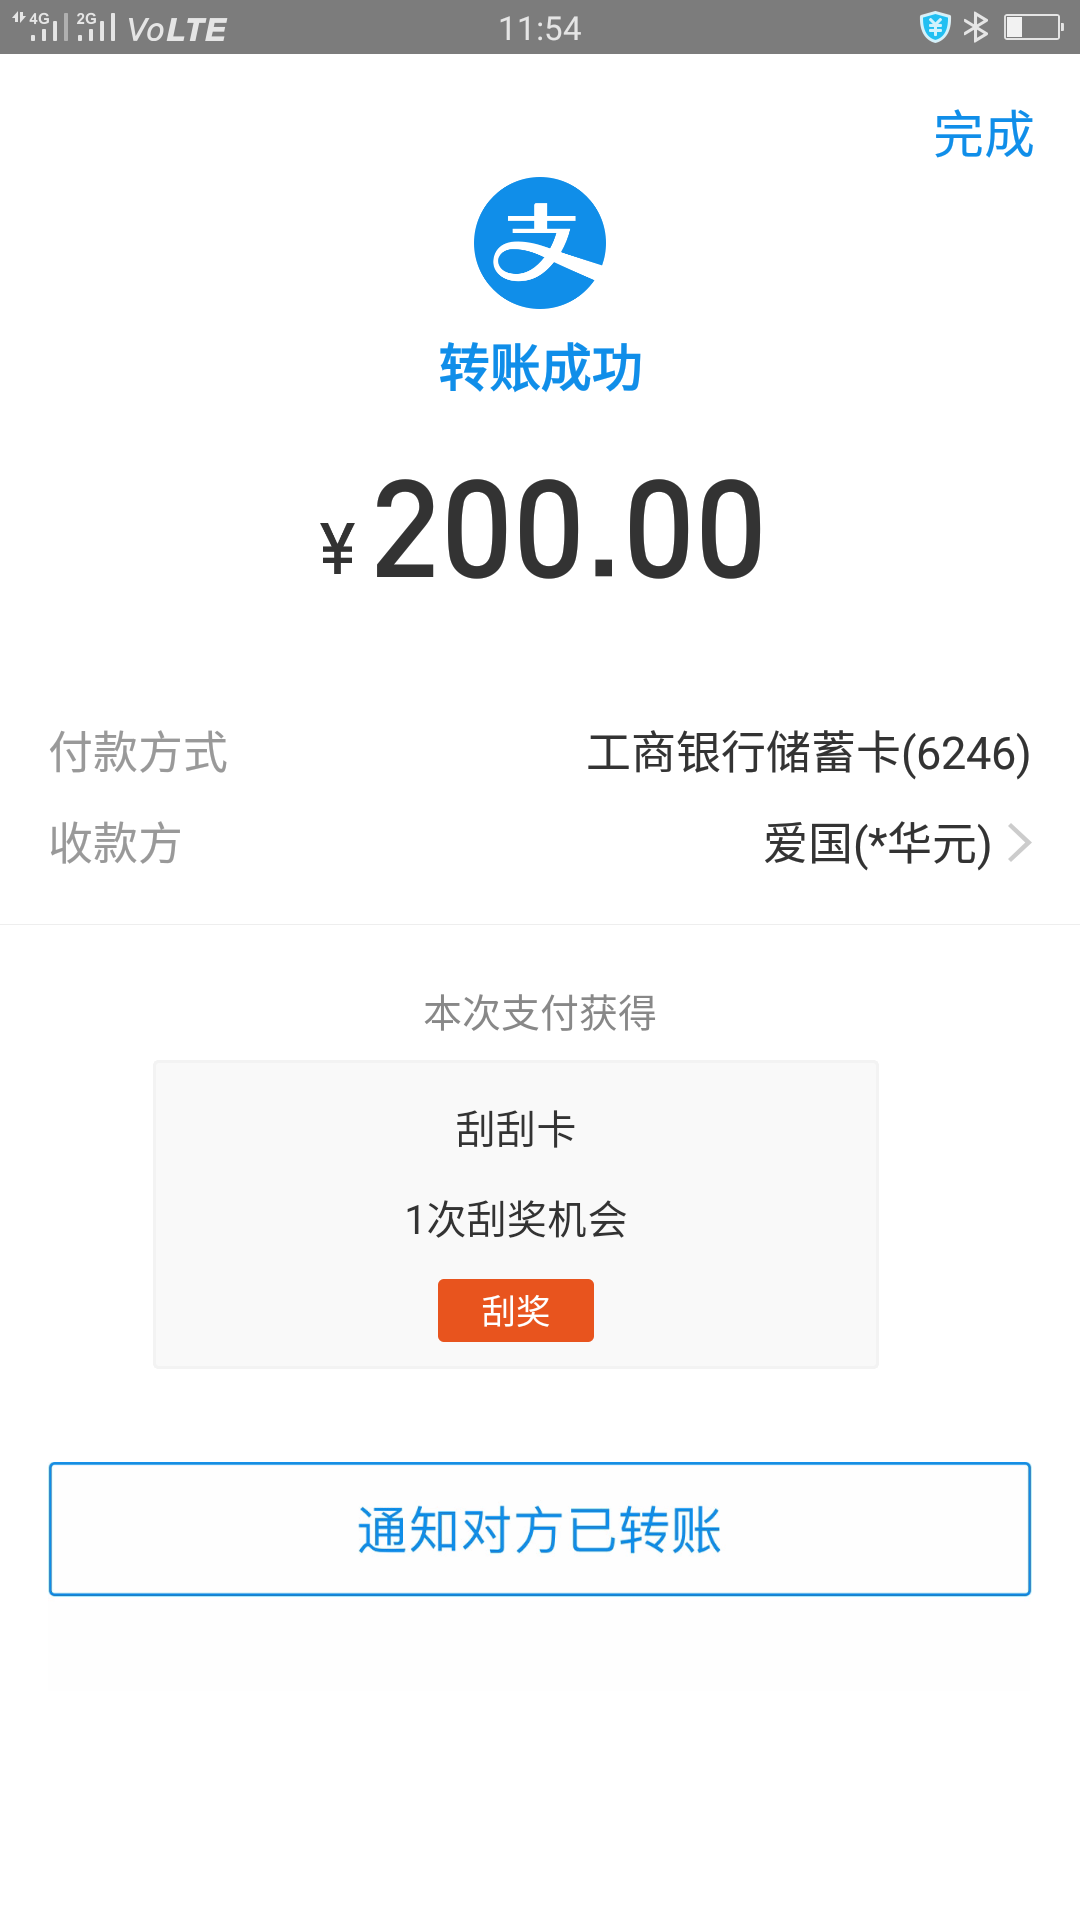 4G 2G VoLTE 11:54
完成
支
转账成功
¥200.00
付款方式 工商银行储蓄卡(6246)
收款方 爱国(*华元)
本次支付获得
刮刮卡
1次刮奖机会
刮奖
通知对方已转账